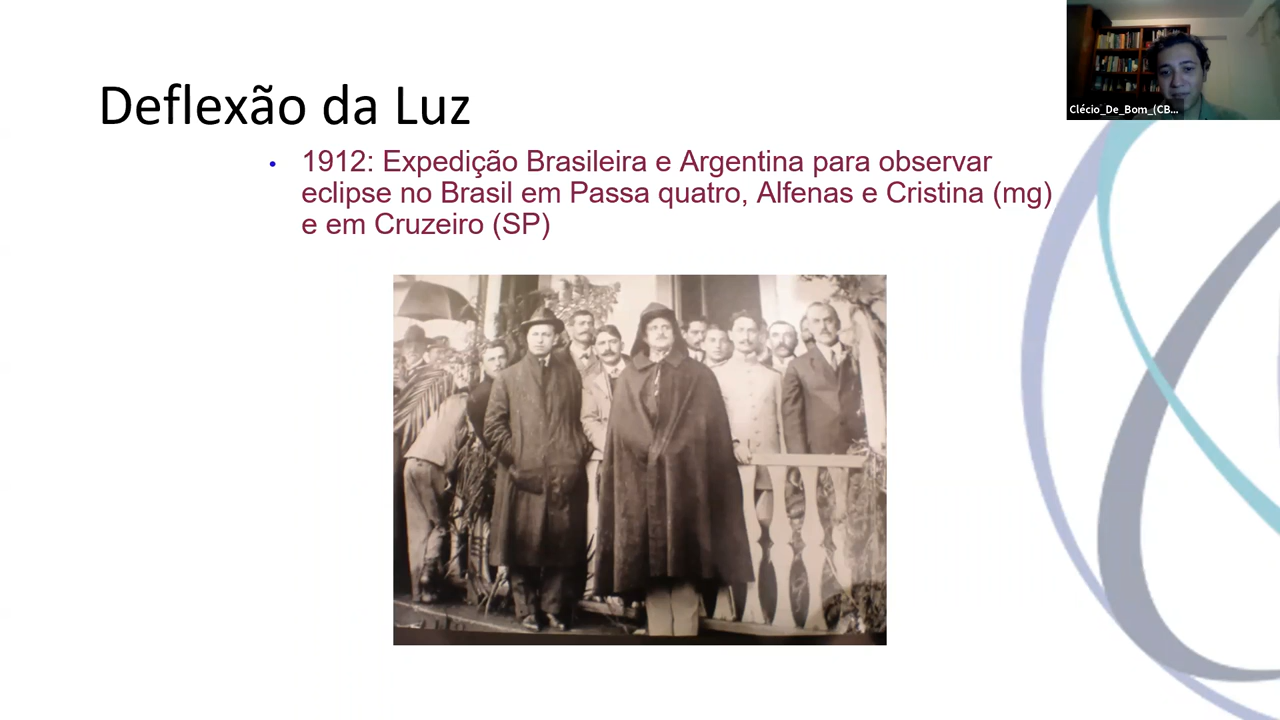 Clécio_De_Bom_(CB...
Deflexão da Luz
• 1912: Expedição Brasileira e Argentina para observar
eclipse no Brasil em Passa quatro, Alfenas e Cristina (mg)
e em Cruzeiro (SP)